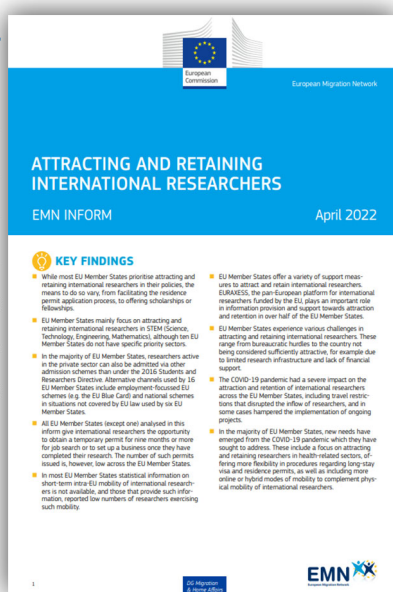 European
Commission
European Migration Network
ATTRACTING AND RETAINING
INTERNATIONAL RESEARCHERS
EMN INFORM
April 2022
KEY FINDINGS
While most EU Member States prioritise attracting and
retaining international researchers in their policies, the
means to do so vary, from facilitating the residence
permit application process, to offering scholarships or
fellowships.
EU Member States mainly focus on attracting and
retaining international researchers in STEM (Science,
Technology, Engineering, Mathematics), although ten EU
Member States do not have specific priority sectors.
In the majority of EU Member States, researchers active
in the private sector can also be admitted via other
admission schemes than under the 2016 Students and
Researchers Directive. Alternative channels used by 16
EU Member States include employment-focussed EU
schemes (e.g. the EU Blue Card) and national schemes
in situations not covered by EU law used by six EU
Member States.
All EU Member States (except one) analysed in this
inform give international researchers the opportunity
to obtain a temporary permit for nine months or more
for job search or to set up a business once they have
completed their research. The number of such permits
issued is, however, low across the EU Member States.
In most EU Member States statistical information on
short-term intra-EU mobility of international research-
ers is not available, and those that provide such infor-
mation, reported low numbers of researchers exercising
such mobility.
EU Member States offer a variety of support meas-
ures to attract and retain international researchers.
EURAXESS, the pan-European platform for international
researchers funded by the EU, plays an important role
in information provision and support towards attraction
and retention in over half of the EU Member States.
EU Member States experience various challenges in
attracting and retaining international researchers. These
range from bureaucratic hurdles to the country not
being considered sufficiently attractive, for example due
to limited research infrastructure and lack of financial
support.
The COVID-19 pandemic had a severe impact on the
attraction and retention of international researchers
across the EU Member States, including travel restric-
tions that disrupted the inflow of researchers, and in
some cases hampered the implementation of ongoing
projects.
In the majority of EU Member States, new needs have
emerged from the COVID-19 pandemic which they have
sought to address. These include a focus on attracting
and retaining researchers in health-related sectors, of-
fering more flexibility in procedures regarding long-stay
visa and residence permits, as well as including more
online or hybrid modes of mobility to complement phys-
ical mobility of international researchers.
1
DG Migration
& Home Affairs
EMN